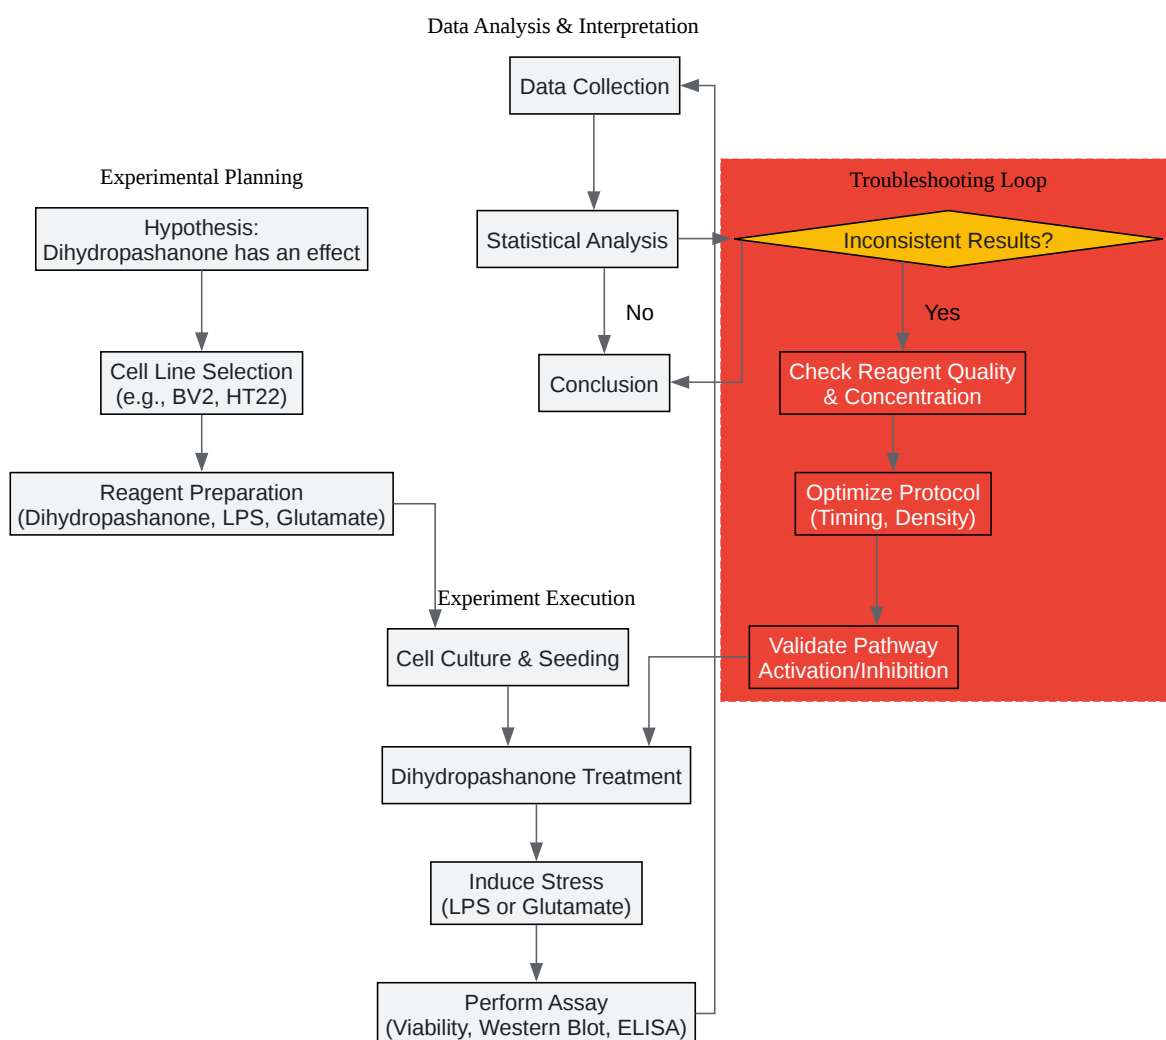 Data Analysis & Interpretation
Data Collection
Statistical Analysis
No
Conclusion
Experimental Planning
Hypothesis:
Dihydropashanone has an effect
Cell Line Selection
(e.g., BV2, HT22)
Reagent Preparation
(Dihydropashanone, LPS, Glutamate)
Experiment Execution
Cell Culture & Seeding
Dihydropashanone Treatment
Induce Stress
(LPS or Glutamate)
Perform Assay
(Viability, Western Blot, ELISA)
Troubleshooting Loop
Inconsistent Results?
Yes
Check Reagent Quality
& Concentration
Optimize Protocol
(Timing, Density)
Validate Pathway
Activation/Inhibition